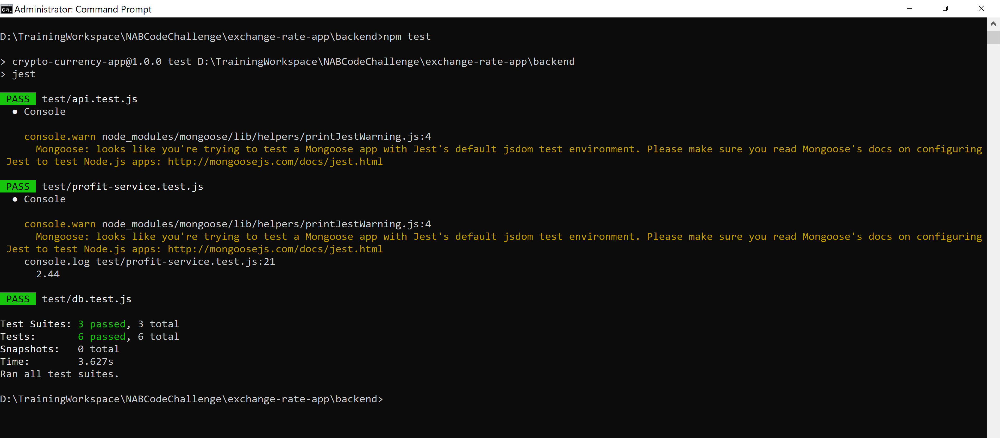 Administrator: Command Prompt
D:\TrainingWorkspace\NABCodeChallenge\exchange-rate-app\backend>npm test
> crypto-currency-app@1.0.0 test D:\TrainingWorkspace\NABCodeChallenge\exchange-rate-app\backend
> jest
PASS test/api.test.js
● Console
console.warn node_modules/mongoose/lib/helpers/printJestWarning.js:4
Mongoose: looks like you're trying to test a Mongoose app with Jest's default jsdom test environment. Please make sure you read Mongoose's docs on configuring
Jest to test Node.js apps: http://mongoosejs.com/docs/jest.html
PASS test/profit-service.test.js
● Console
console.warn node_modules/mongoose/lib/helpers/printJestWarning.js:4
Mongoose: looks like you're trying to test a Mongoose app with Jest's default jsdom test environment. Please make sure you read Mongoose's docs on configuring
Jest to test Node.js apps: http://mongoosejs.com/docs/jest.html
console.log test/profit-service.test.js:21
2.44
PASS test/db.test.js
Test Suites: 3 passed, 3 total
Tests: 6 passed, 6 total
Snapshots: 0 total
Time: 3.627s
Ran all test suites.
D:\TrainingWorkspace\NABCodeChallenge\exchange-rate-app\backend>